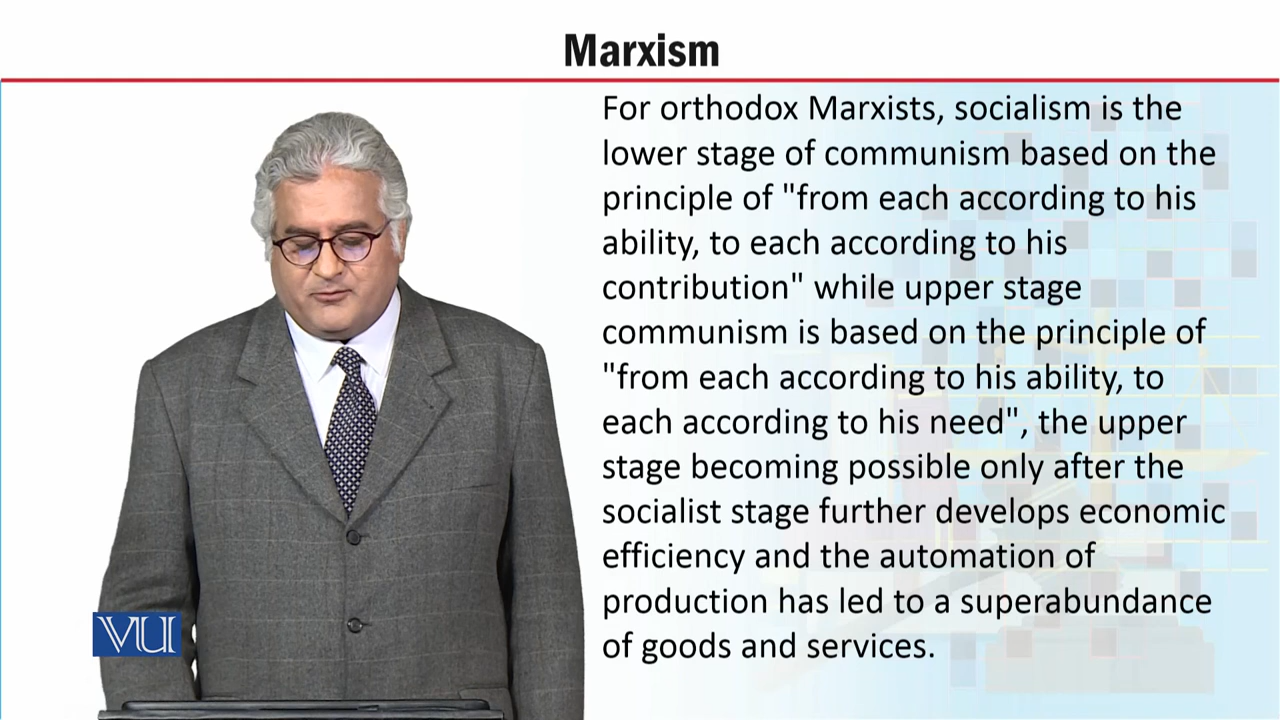 Marxism
For orthodox Marxists, socialism is the
lower stage of communism based on the
principle of "from each according to his
ability, to each according to his
contribution" while upper stage
communism is based on the principle of
"from each according to his ability, to
each according to his need", the upper
stage becoming possible only after the
socialist stage further develops economic
efficiency and the automation of
production has led to a superabundance
of goods and services.
VU